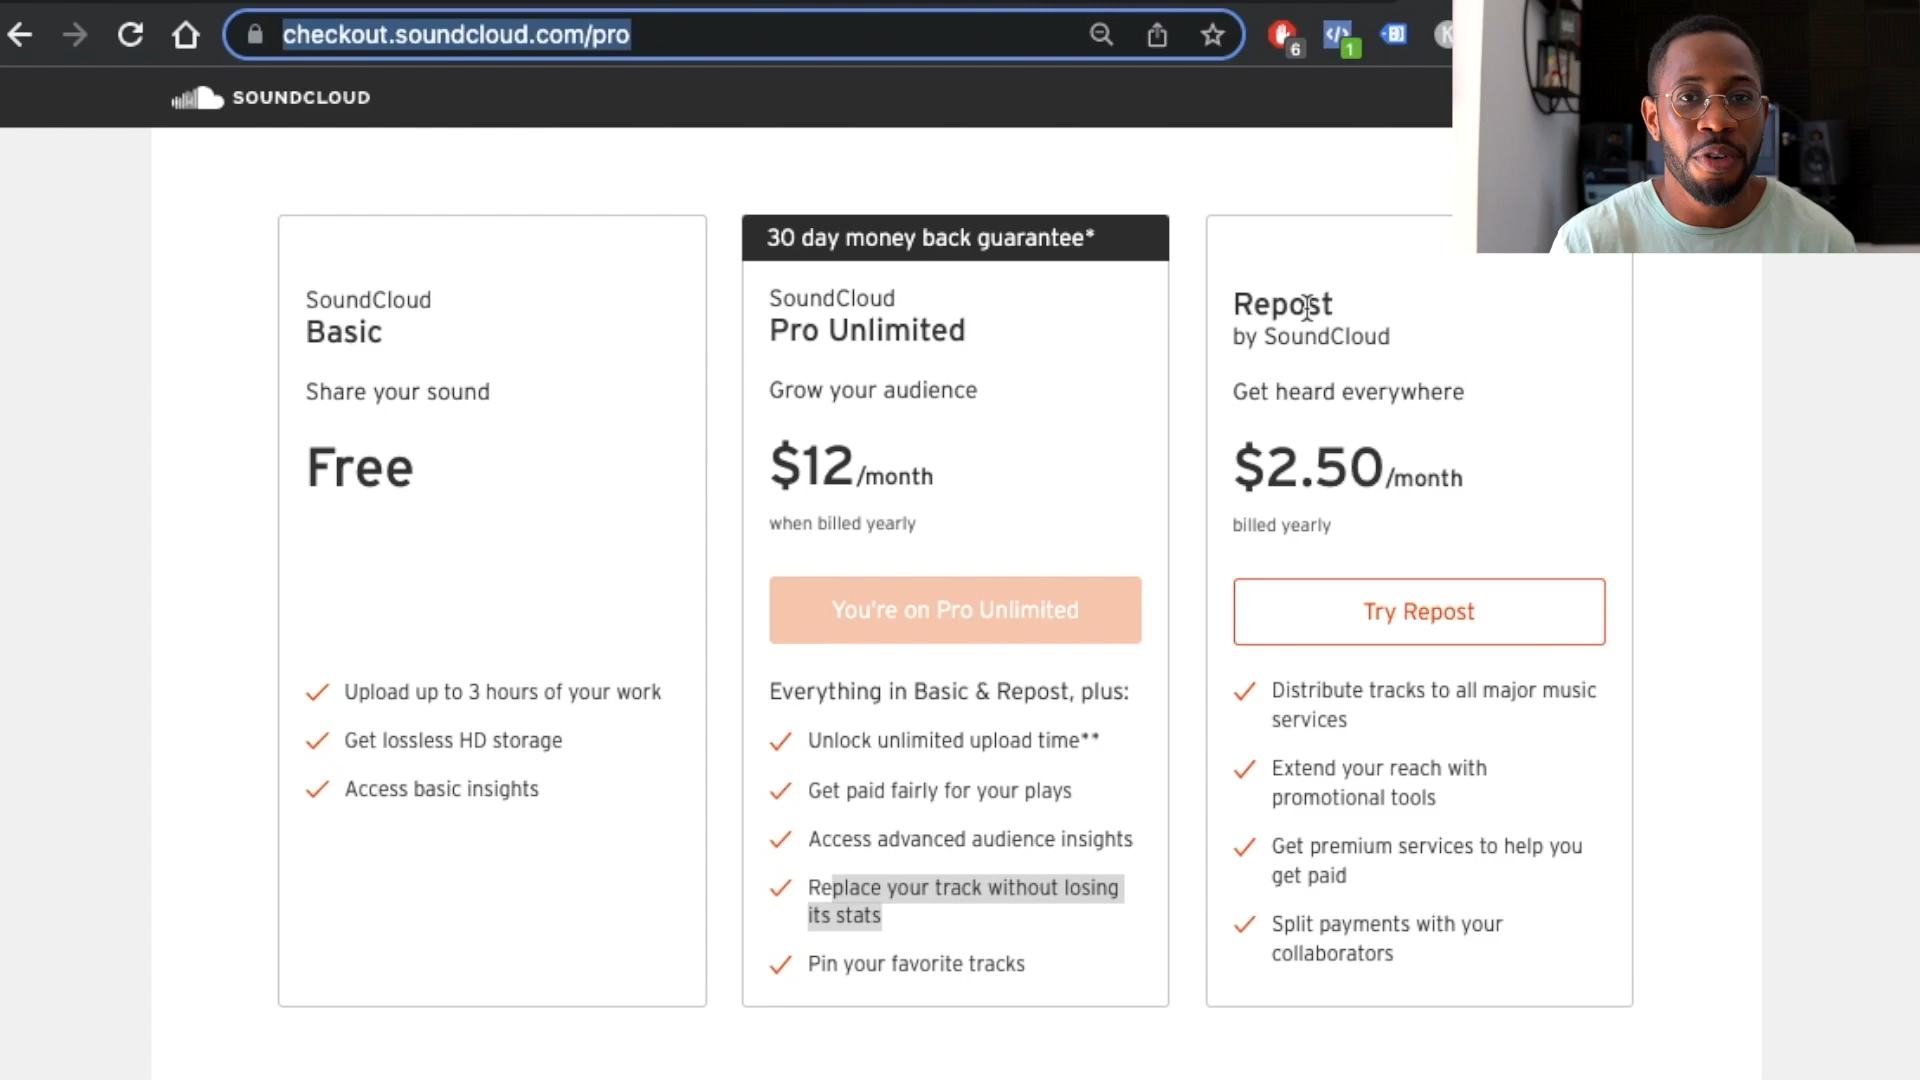 checkout.soundcloud.com/pro
6
1
SOUNDCLOUD
SoundCloud
Basic
Share your sound
Free
Upload up to 3 hours of your work
Get lossless HD storage
Access basic insights
30 day money back guarantee*
SoundCloud
Pro Unlimited
Grow your audience
$12/month
when billed yearly
You're on Pro Unlimited
Everything in Basic & Repost, plus:
Unlock unlimited upload time**
Get paid fairly for your plays
Access advanced audience insights
Replace your track without losing
its stats
Pin your favorite tracks
Repost
by SoundCloud
Get heard everywhere
$2.50/month
billed yearly
Try Repost
Distribute tracks to all major music
services
Extend your reach with
promotional tools
Get premium services to help you
get paid
Split payments with your
collaborators